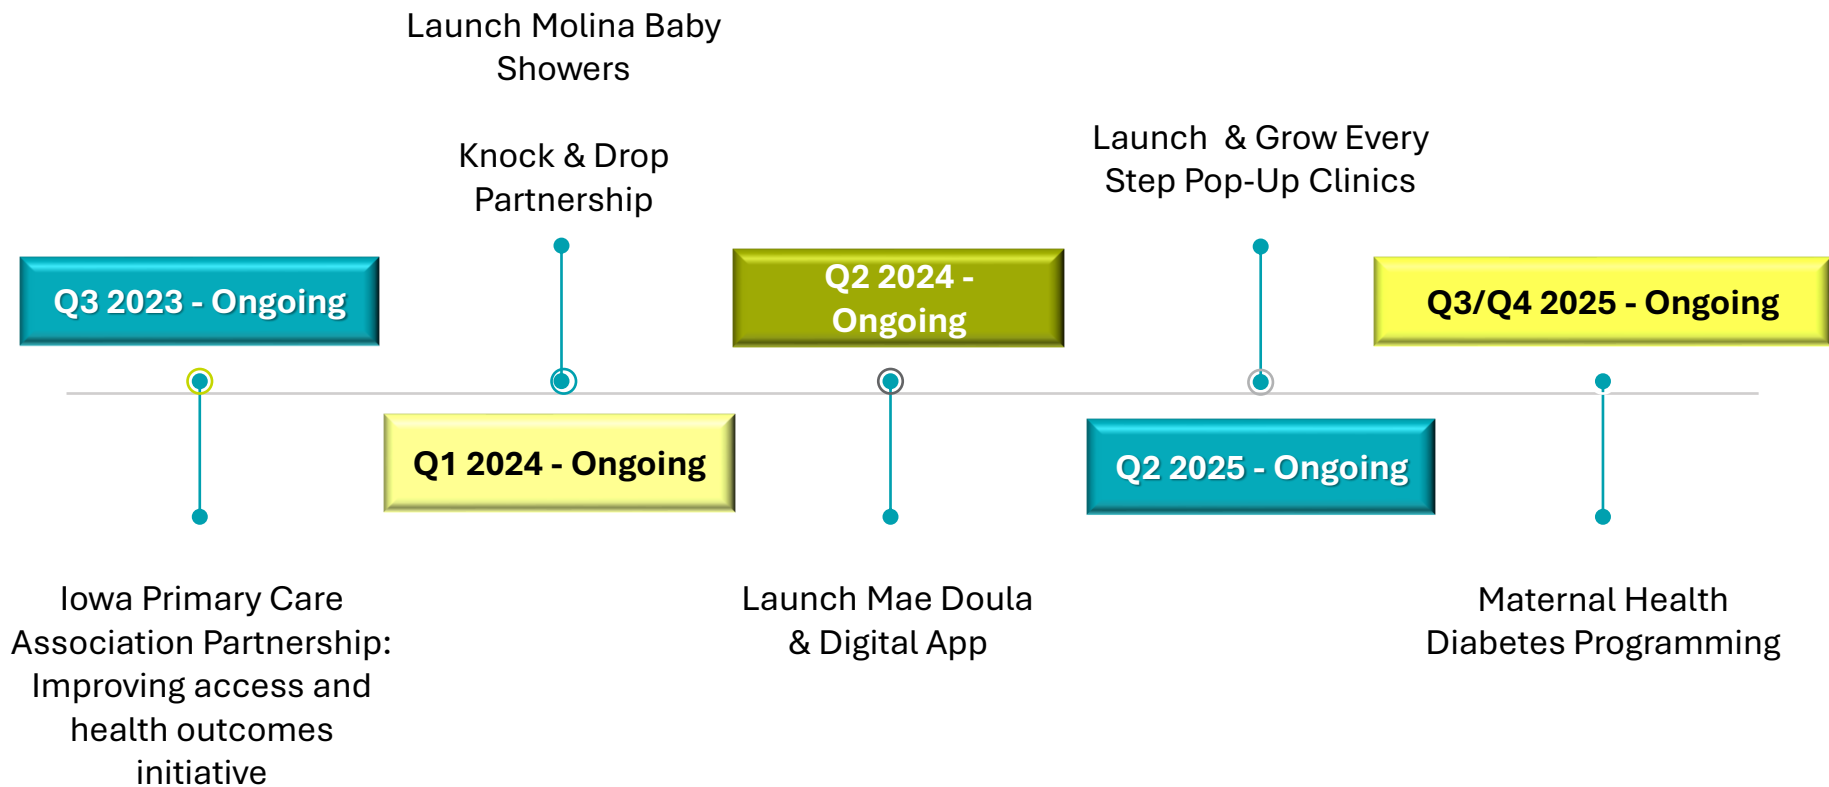 Launch Molina Baby
Showers
Knock & Drop
Partnership
Launch & Grow Every
Step Pop-Up Clinics
Q3 2023 - Ongoing
Q2 2024 -
Ongoing
Q3/Q4 2025 - Ongoing
Q1 2024 - Ongoing
Q2 2025 - Ongoing
Iowa Primary Care
Association Partnership:
Improving access and
health outcomes
initiative
Launch Mae Doula
& Digital App
Maternal Health
Diabetes Programming